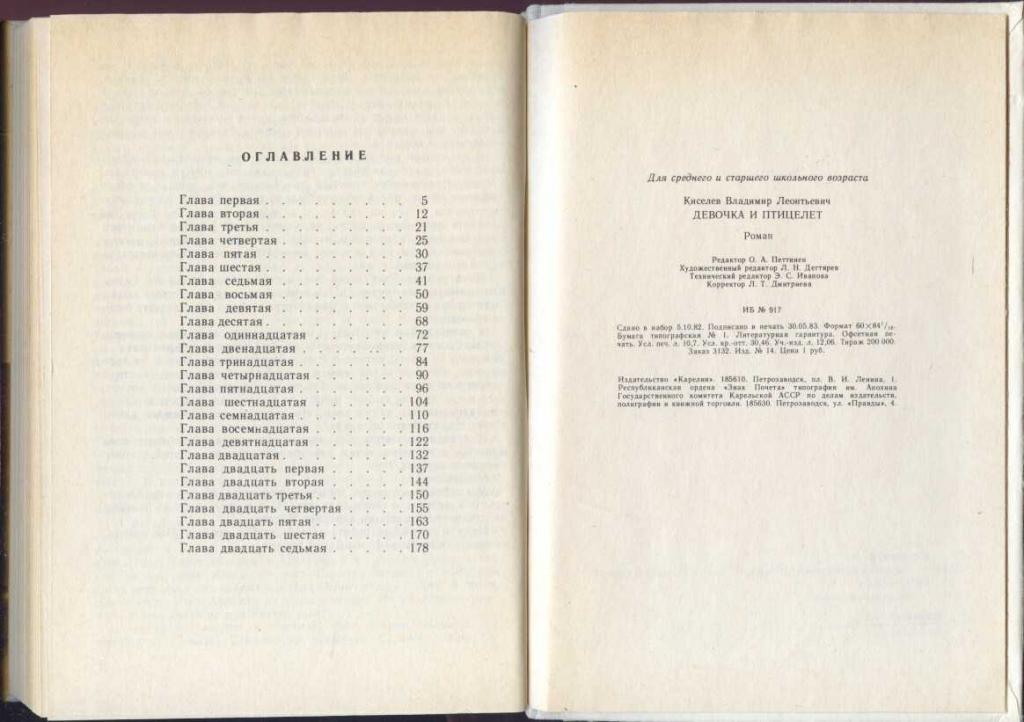 ОГЛАВЛЕНИЕ
Глава первая . . . . . . . . . . 5
Глава вторая . . . . . . . . . . 12
Глава третья . . . . . . . . . . 21
Глава четвертая . . . . . . . . 25
Глава пятая . . . . . . . . . . 30
Глава шестая . . . . . . . . . . 37
Глава седьмая . . . . . . . . . 41
Глава восьмая . . . . . . . . . 50
Глава девятая . . . . . . . . . 59
Глава десятая . . . . . . . . . 68
Глава одиннадцатая . . . . . . 72
Глава двенадцатая . . . . . . . 77
Глава тринадцатая . . . . . . . 84
Глава четырнадцатая . . . . . . 90
Глава пятнадцатая . . . . . . . 96
Глава шестнадцатая . . . . . . 104
Глава семнадцатая . . . . . . . 110
Глава восемнадцатая . . . . . . 116
Глава девятнадцатая . . . . . . 122
Глава двадцатая . . . . . . . . 132
Глава двадцать первая . . . . . 137
Глава двадцать вторая . . . . . 144
Глава двадцать третья . . . . . 150
Глава двадцать четвертая . . . . 155
Глава двадцать пятая . . . . . . 163
Глава двадцать шестая . . . . . 170
Глава двадцать седьмая . . . . . 178
Для среднего и старшего школьного возраста
Киселев Владимир Леонтьевич
ДЕВОЧКА И ПТИЦЕЛЕТ
Роман
Редактор О. А. Петтинен
Художественный редактор Л. Н. Дегтярев
Технический редактор Э. С. Иванова
Корректор Л. Т. Дмитриева
ИБ № 917
Сдано в набор 5.10.82. Подписано в печать 30.05.83. Формат 60×84¹/₁₆.
Бумага типографская № 1. Литературная гарнитура. Офсетная пе-
чать. Усл. печ. л. 10,7. Усл. кр.-отт. 30,46. Уч.-изд. л. 12,06. Тираж 200 000.
Заказ 3132. Изд. № 14. Цена 1 руб.
Издательство «Карелия». 185610. Петрозаводск, пл. В. И. Ленина, 1.
Республиканская ордена «Знак Почета» типография им. Анохина
Государственного комитета Карельской АССР по делам издательств,
полиграфии и книжной торговли. 185630. Петрозаводск, ул. «Правды», 4.